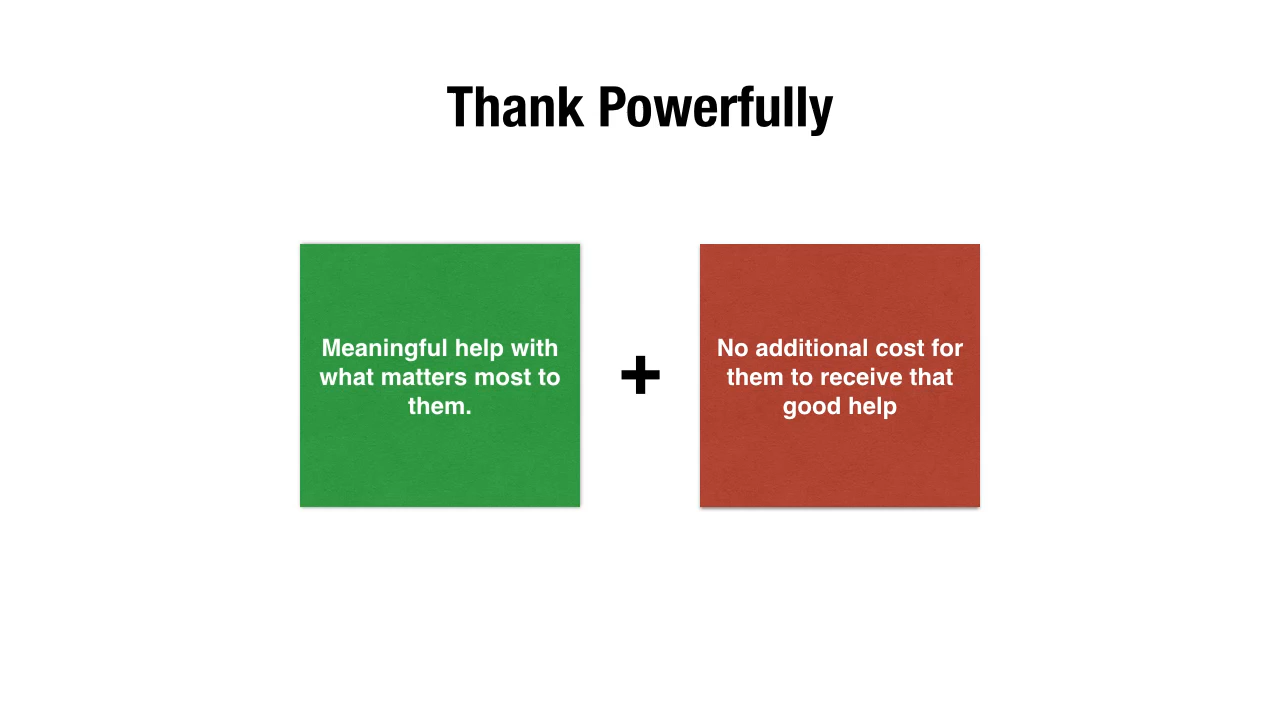 Thank Powerfully
Meaningful help with
what matters most to
them.
+
No additional cost for
them to receive that
good help